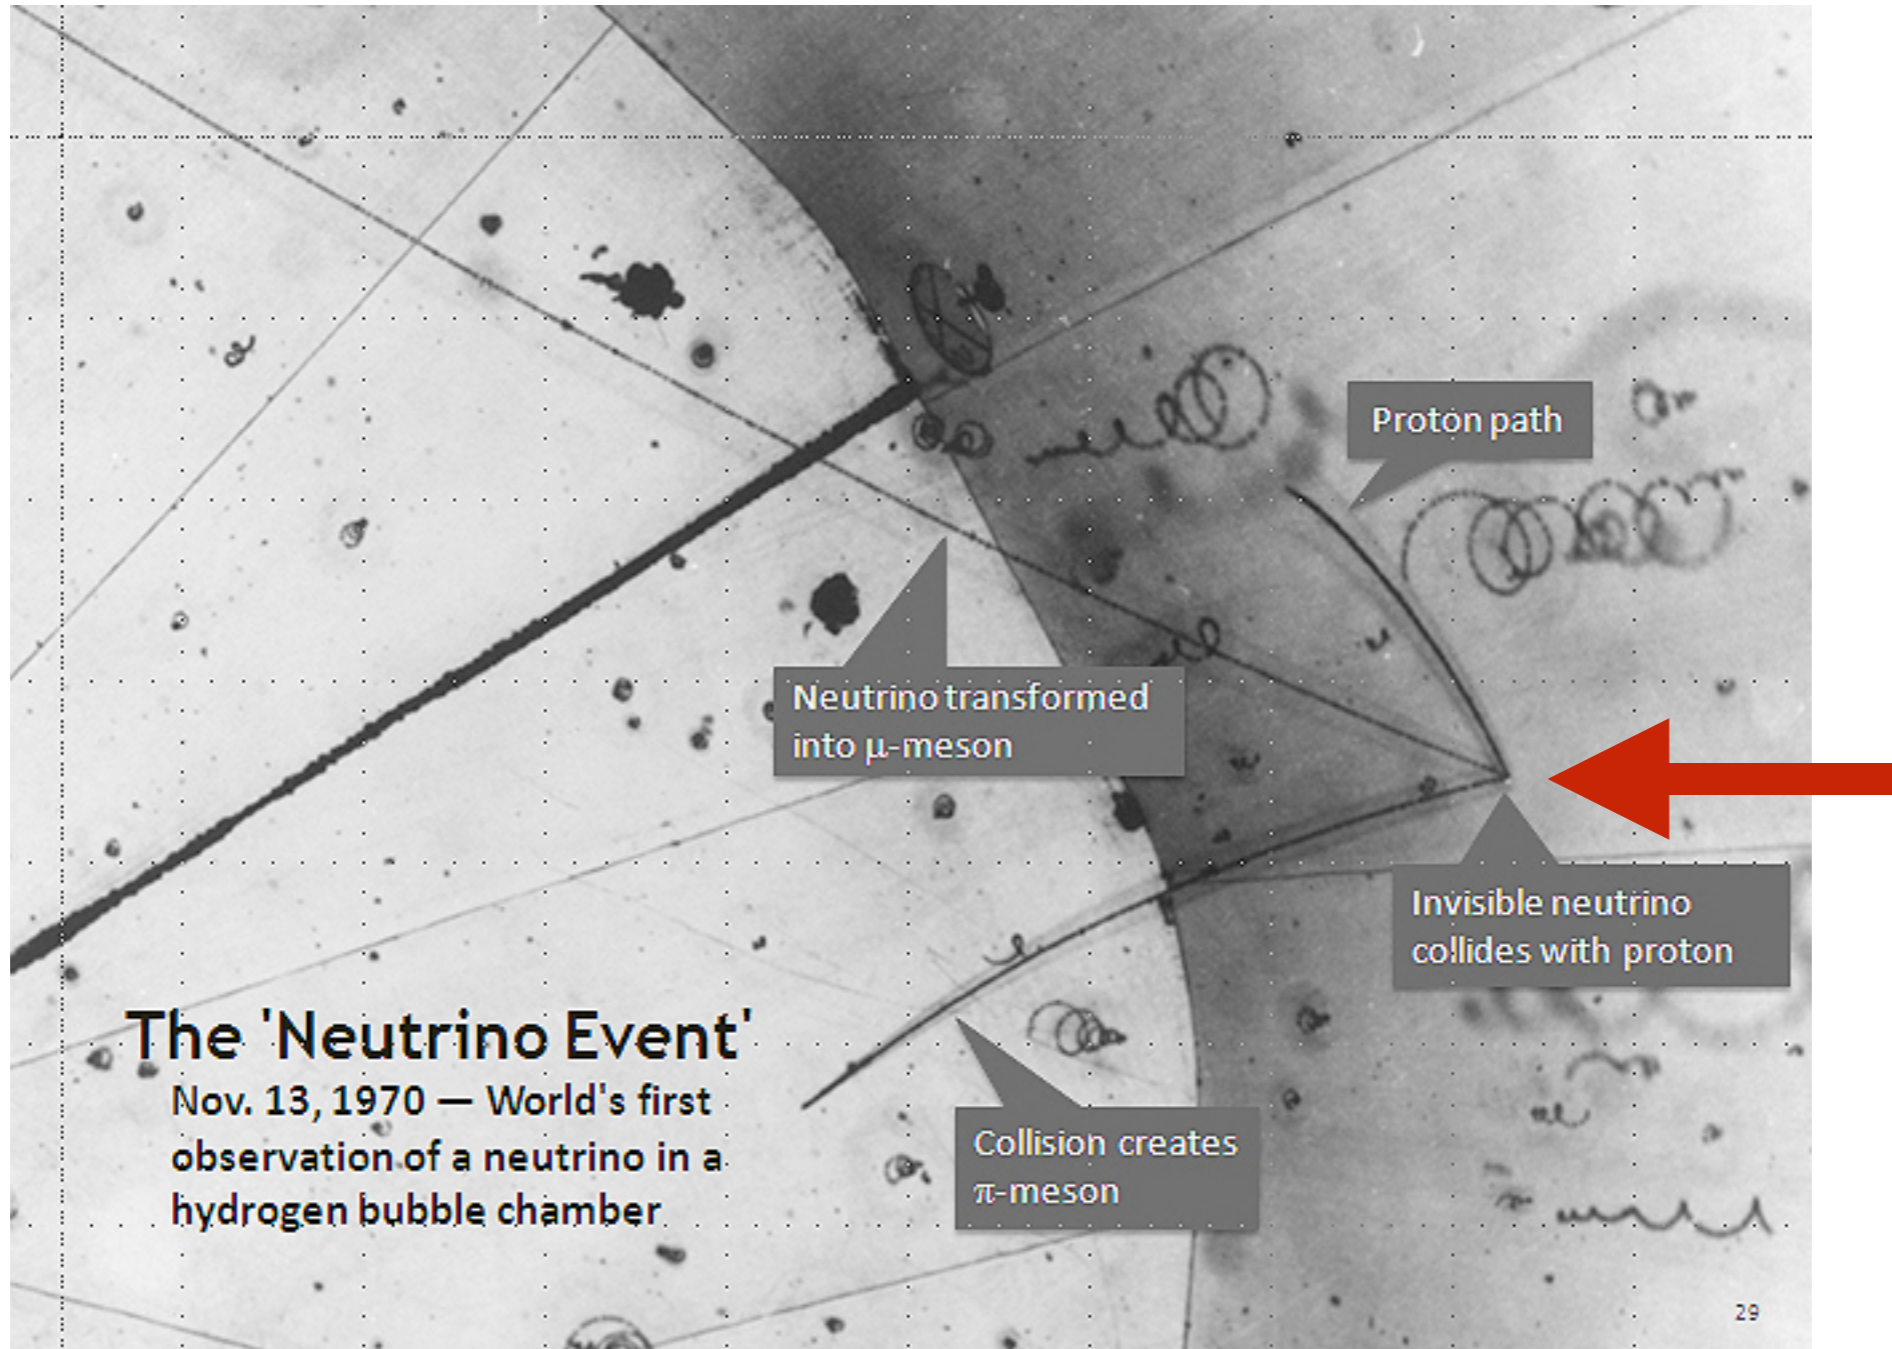 Proton path
Neutrino transformed
into μ-meson
Invisible neutrino
collides with proton
The 'Neutrino Event'
Nov. 13, 1970 — World's first
observation of a neutrino in a
hydrogen bubble chamber
Collision creates
π-meson
29